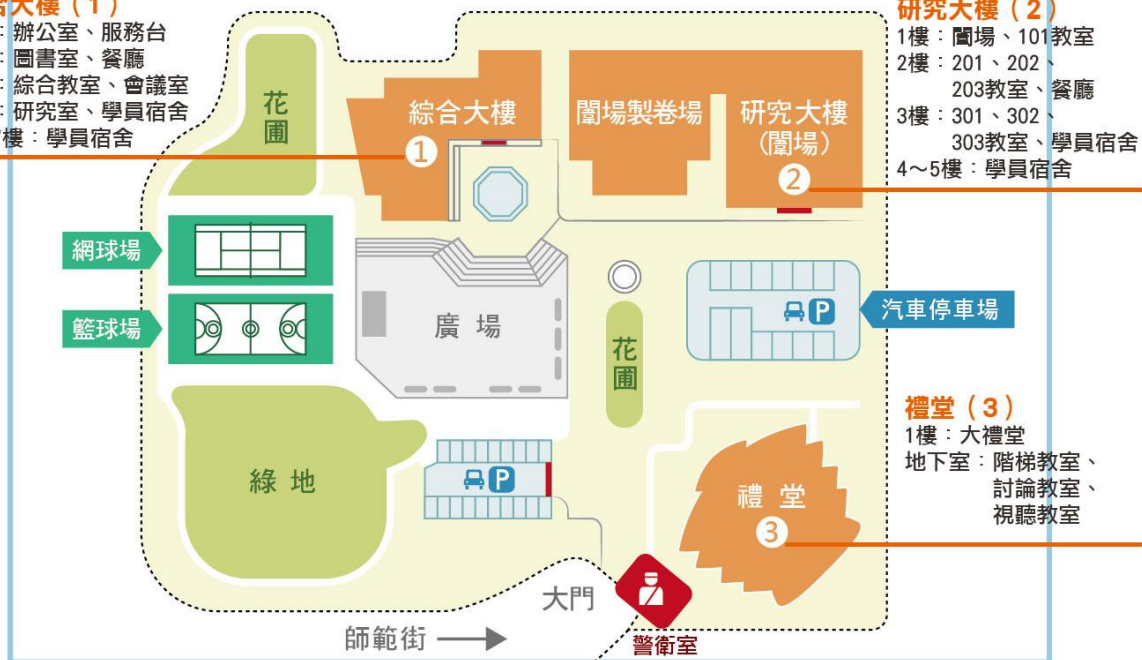 合大樓（1）
：辦公室、服務台
：圖書室、餐廳
：綜合教室、會議室
：研究室、學員宿舍
樓：學員宿舍
研究大樓（2）
1樓：闈場、101教室
2樓：201、202、
203教室、餐廳
3樓：301、302、
303教室、學員宿舍
4～5樓：學員宿舍
花圃
綜合大樓
1
闈場製卷場
研究大樓
(闈場)
2
網球場
籃球場
廣場
花圃
P
汽車停車場
禮堂（3）
1樓：大禮堂
地下室：階梯教室、
討論教室、
視聽教室
綠地
P
禮堂
3
大門
師範街
警衛室